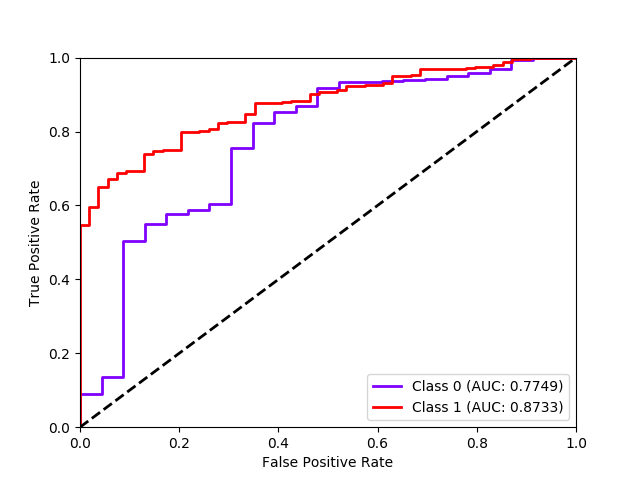 1.0
0.8
0.6
0.4
0.2
0.0
True Positive Rate
Class 0 (AUC: 0.7749)
Class 1 (AUC: 0.8733)
0.0 0.2 0.4 0.6 0.8 1.0
False Positive Rate